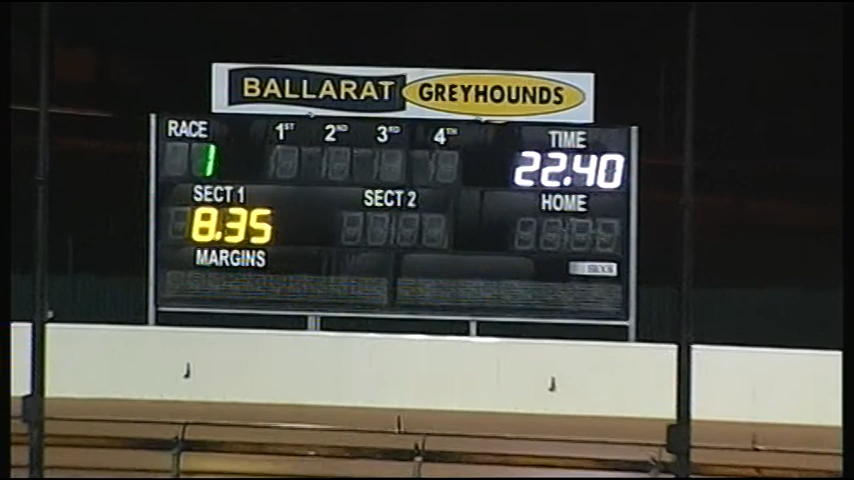 BALLARAT GREYHOUNDS
RACE 1ST 2ND 3RD 4TH TIME
1 22.40
SECT 1 SECT 2 HOME
8.35
MARGINS